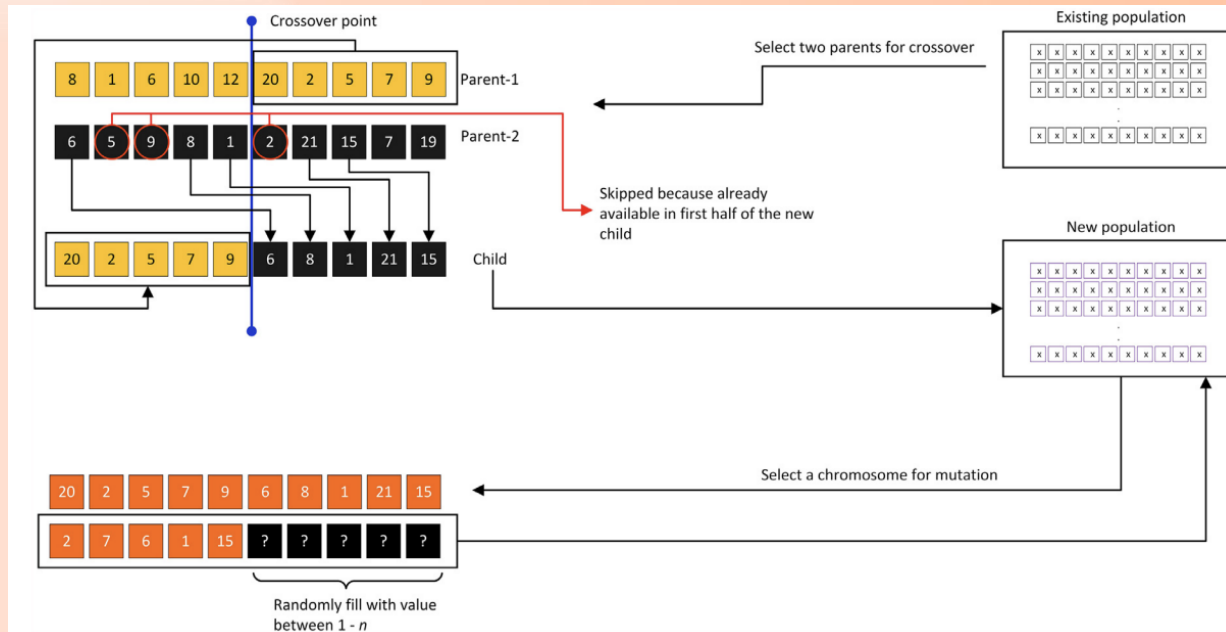 Crossover point
Existing population
Select two parents for crossover
8 1 6 10 12 20 2 5 7 9
Parent-1
x x x x x x x x x x
x x x x x x x x x x
x x x x x x x x x x
.
.
x x x x x x x x x x
6 5 9 8 1 2 21 15 7 19
Parent-2
Skipped because already
available in first half of the new
child
20 2 5 7 9 6 8 1 21 15
Child
New population
x x x x x x x x x x
x x x x x x x x x x
x x x x x x x x x x
.
.
x x x x x x x x x x
Select a chromosome for mutation
20 2 5 7 9 6 8 1 21 15
2 7 6 1 15 ? ? ? ? ?
Randomly fill with value
between 1 - n